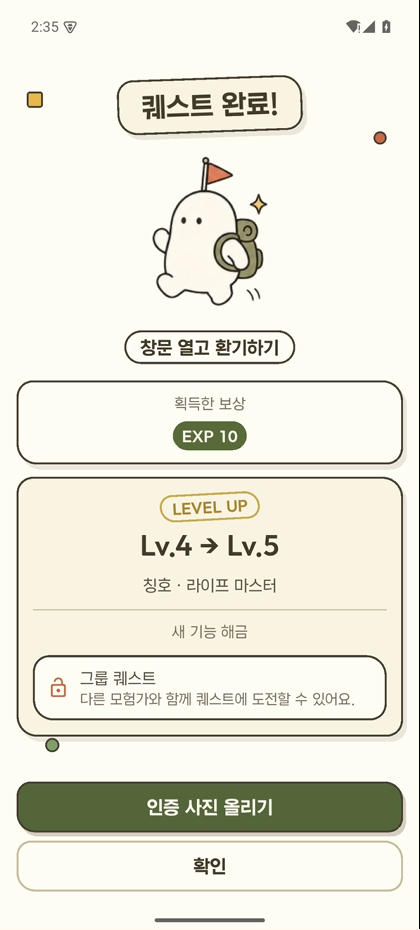 2:35
퀘스트 완료!
창문 열고 환기하기
획득한 보상
EXP 10
LEVEL UP
Lv.4 → Lv.5
칭호 · 라이프 마스터
새 기능 해금
그룹 퀘스트
다른 모험가와 함께 퀘스트에 도전할 수 있어요.
인증 사진 올리기
확인